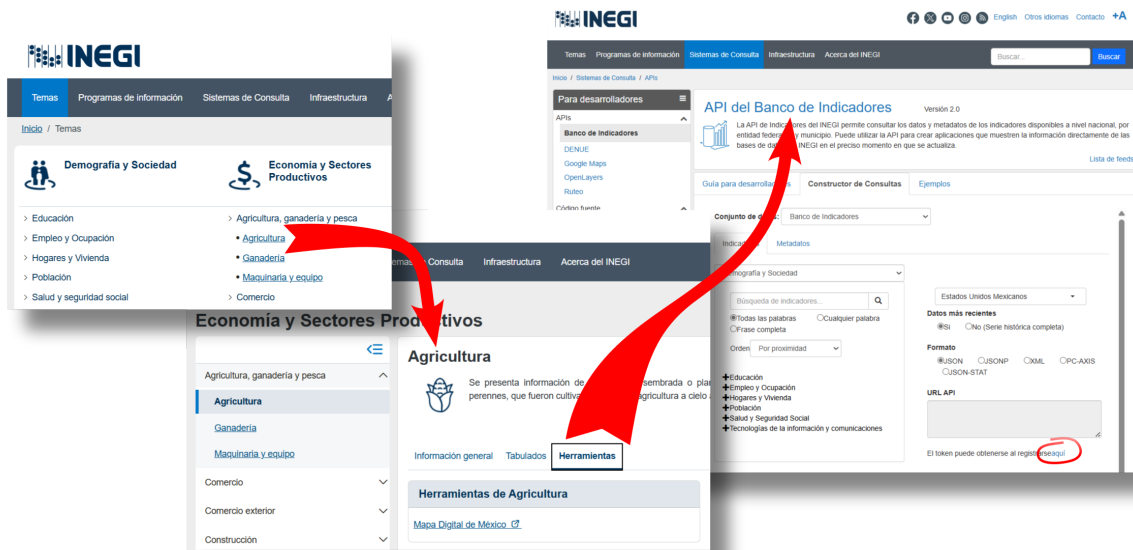 INEGI
Temas Programas de información Sistemas de Consulta Infraestructura A
Inicio / Temas
Demografía y Sociedad
Economía y Sectores
Productivos
> Educación
> Empleo y Ocupación
> Hogares y Vivienda
> Población
> Salud y seguridad social
> Agricultura, ganadería y pesca
• Agricultura
• Ganadería
• Maquinaria y equipo
> Comercio
Consulta Infraestructura Acerca del INEGI
Economía y Sectores Productivos
Agricultura, ganadería y pesca
Agricultura
Ganadería
Maquinaria y equipo
Comercio
Comercio exterior
Construcción
Agricultura
Se presenta información de sembrada o plan
perennes, que fueron agricultura a cielo
Información general Tabulados Herramientas
Herramientas de Agricultura
Mapa Digital de México
INEGI
English Otros idiomas Contacto +A
Temas Programas de información Sistemas de Consulta Infraestructura Acerca del INEGI
Buscar... Buscar
Inicio / Sistemas de Consulta / APIs
Para desarrolladores
APIs
Banco de Indicadores
DENUE
Google Maps
OpenLayers
Ruteo
Código fuente
API del Banco de Indicadores Versión 2.0
La API de Indicadores del INEGI permite consultar los datos y metadatos de los indicadores disponibles a nivel nacional, por
entidad federativa y municipio. Puede utilizar la API para crear aplicaciones que muestren la información directamente de las
bases de datos del INEGI en el preciso momento en que se actualiza.
Lista de feeds
Guía para desarrolladores Constructor de Consultas Ejemplos
Conjunto de datos: Banco de Indicadores
Indicadores Metadatos
Demografía y Sociedad
Búsqueda de indicadores...
Todas las palabras Cualquier palabra
Frase completa
Orden Por proximidad
+Educación
+Empleo y Ocupación
+Hogares y Vivienda
+Población
+Salud y Seguridad Social
+Tecnologías de la información y comunicaciones
Estados Unidos Mexicanos
Datos más recientes
Si No (Serie histórica completa)
Formato
JSON JSONP XML PC-AXIS
JSON-STAT
URL API
El token puede obtenerse al registrarse aquí